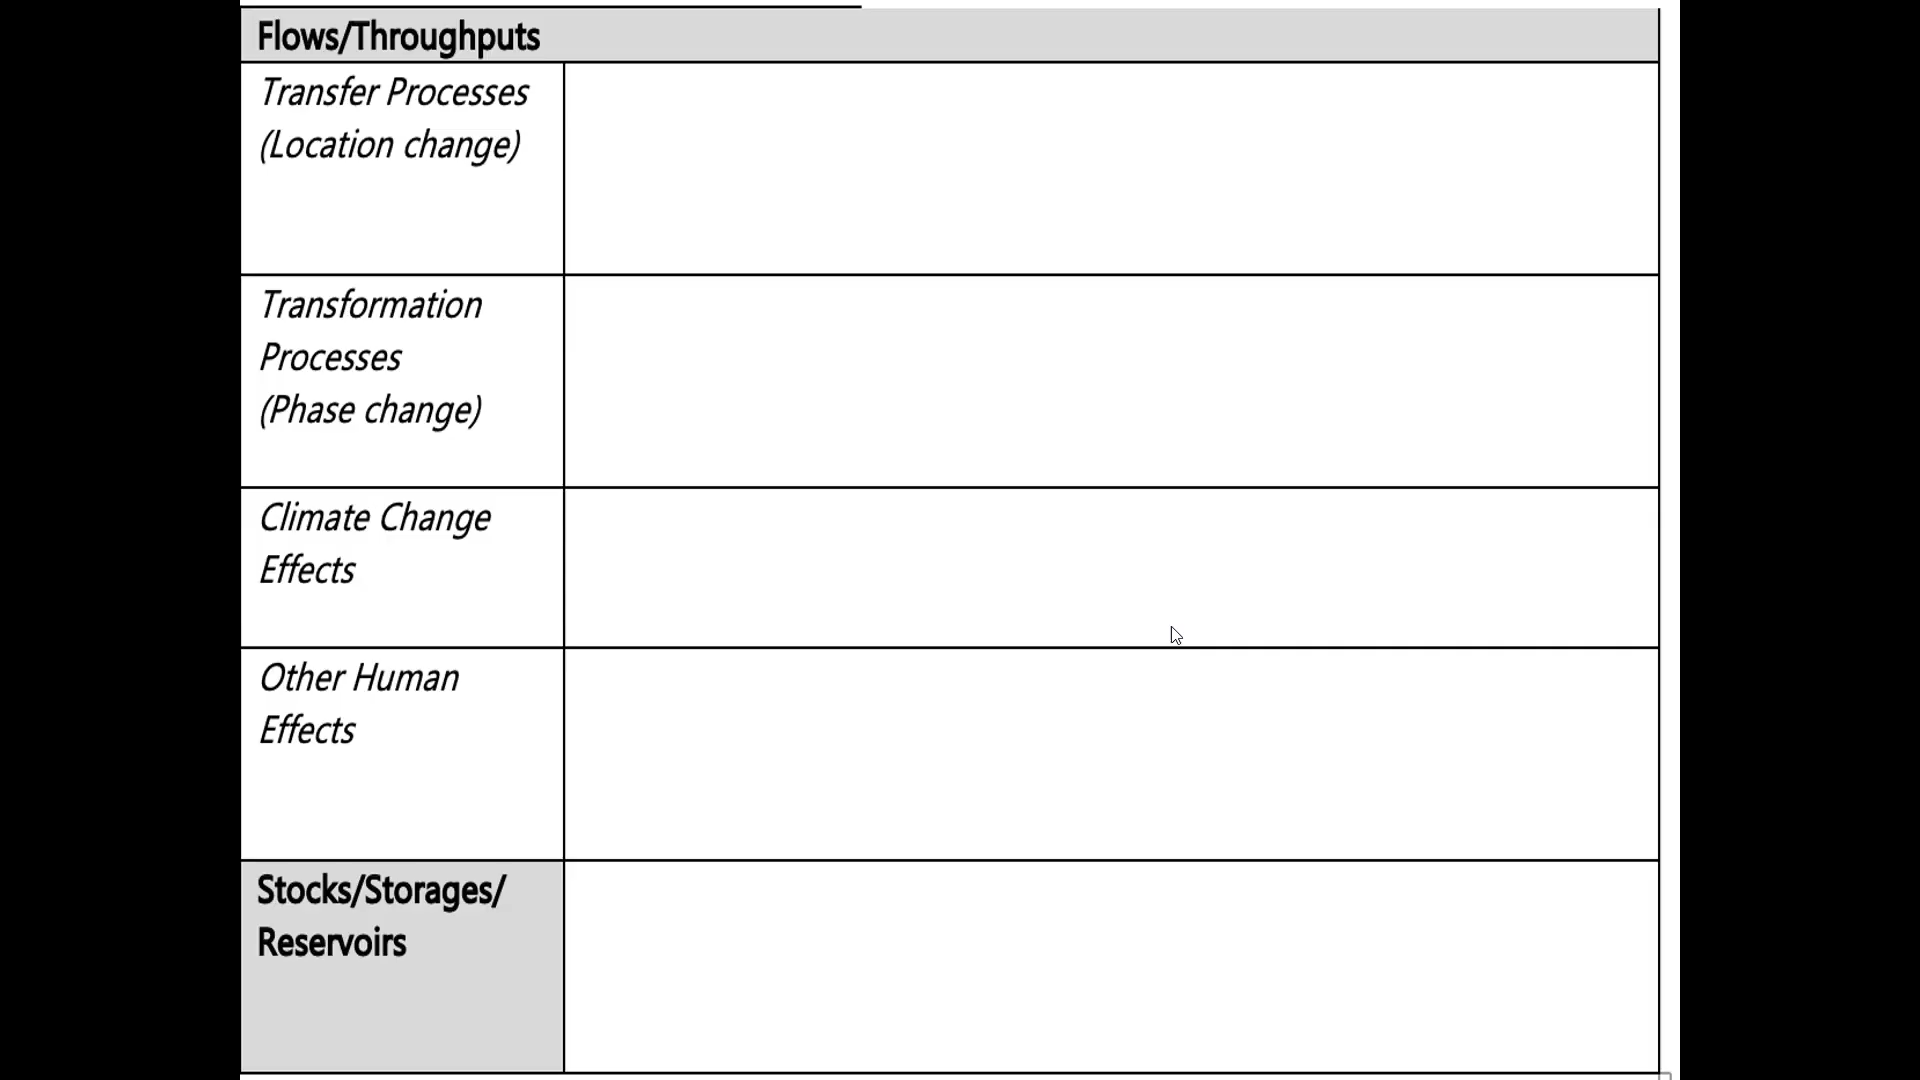 Flows/Throughputs
Transfer Processes
(Location change)
Transformation
Processes
(Phase change)
Climate Change
Effects
Other Human
Effects
Stocks/Storages/
Reservoirs